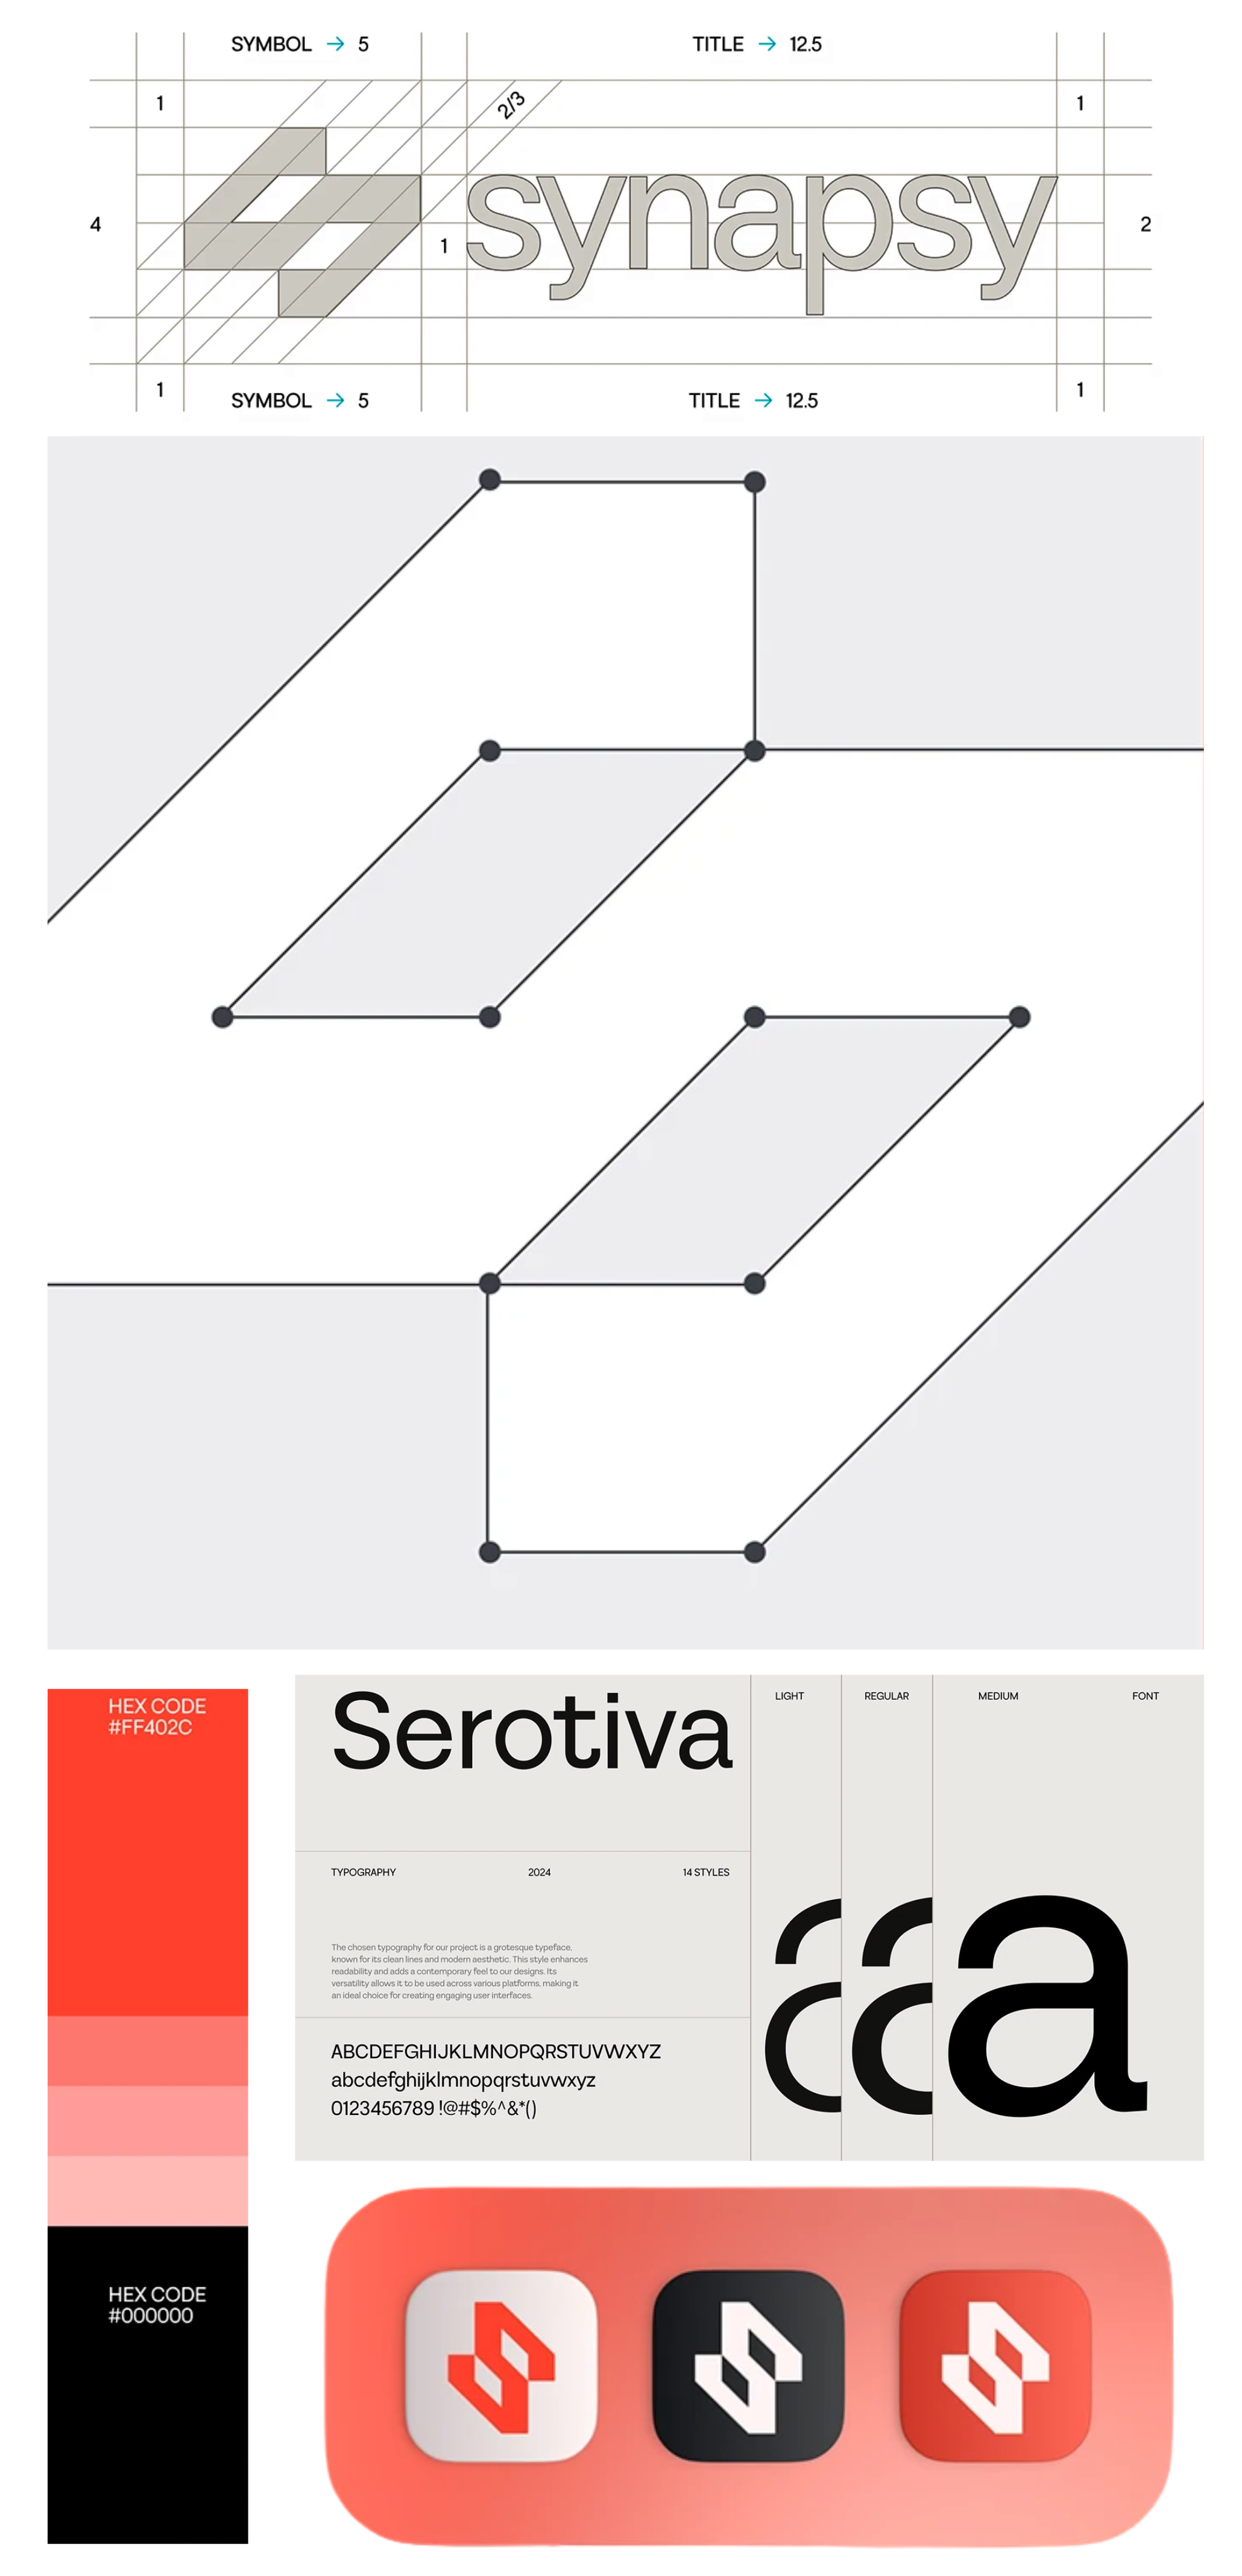 SYMBOL → 5
TITLE → 12.5
1
1
2/3
4
synapsy
2
1
1
1
SYMBOL → 5
TITLE → 12.5
HEX CODE
#FF402C
Serotiva
LIGHT
REGULAR
MEDIUM
FONT
TYPOGRAPHY
2024
14 STYLES
The chosen typography for our project is a grotesque typeface,
known for its clean lines and modern aesthetic. This style enhances
readability and adds a contemporary feel to our designs. Its
versatility allows it to be used across various platforms, making it
an ideal choice for creating engaging user interfaces.
ABCDEFGHIJKLMNOPQRSTUVWXYZ
abcdefghijklmnopqrstuvwxyz
0123456789 !@#$%^&*()
a
a
a
HEX CODE
#000000